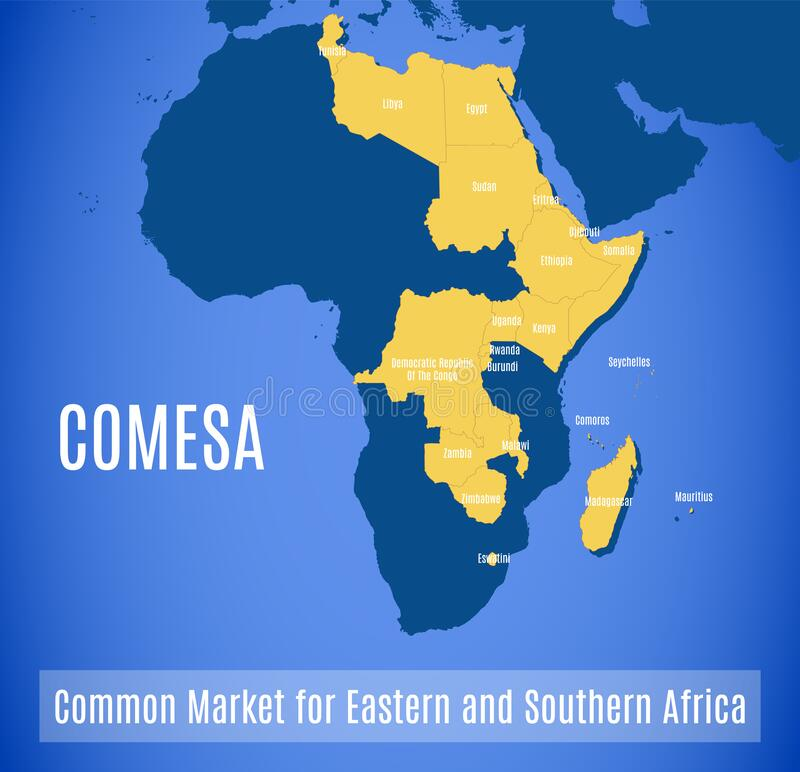 Tunisia
Libya
Egypt
Sudan
Eritrea
Djibouti
Somalia
Ethiopia
Uganda
Kenya
Rwanda
Burundi
Democratic Republic
Of The Congo
Seychelles
Comoros
COMESA
Zambia
Malawi
Zimbabwe
Madagascar
Mauritius
Eswatini
dreamstime
Common Market for Eastern and Southern Africa